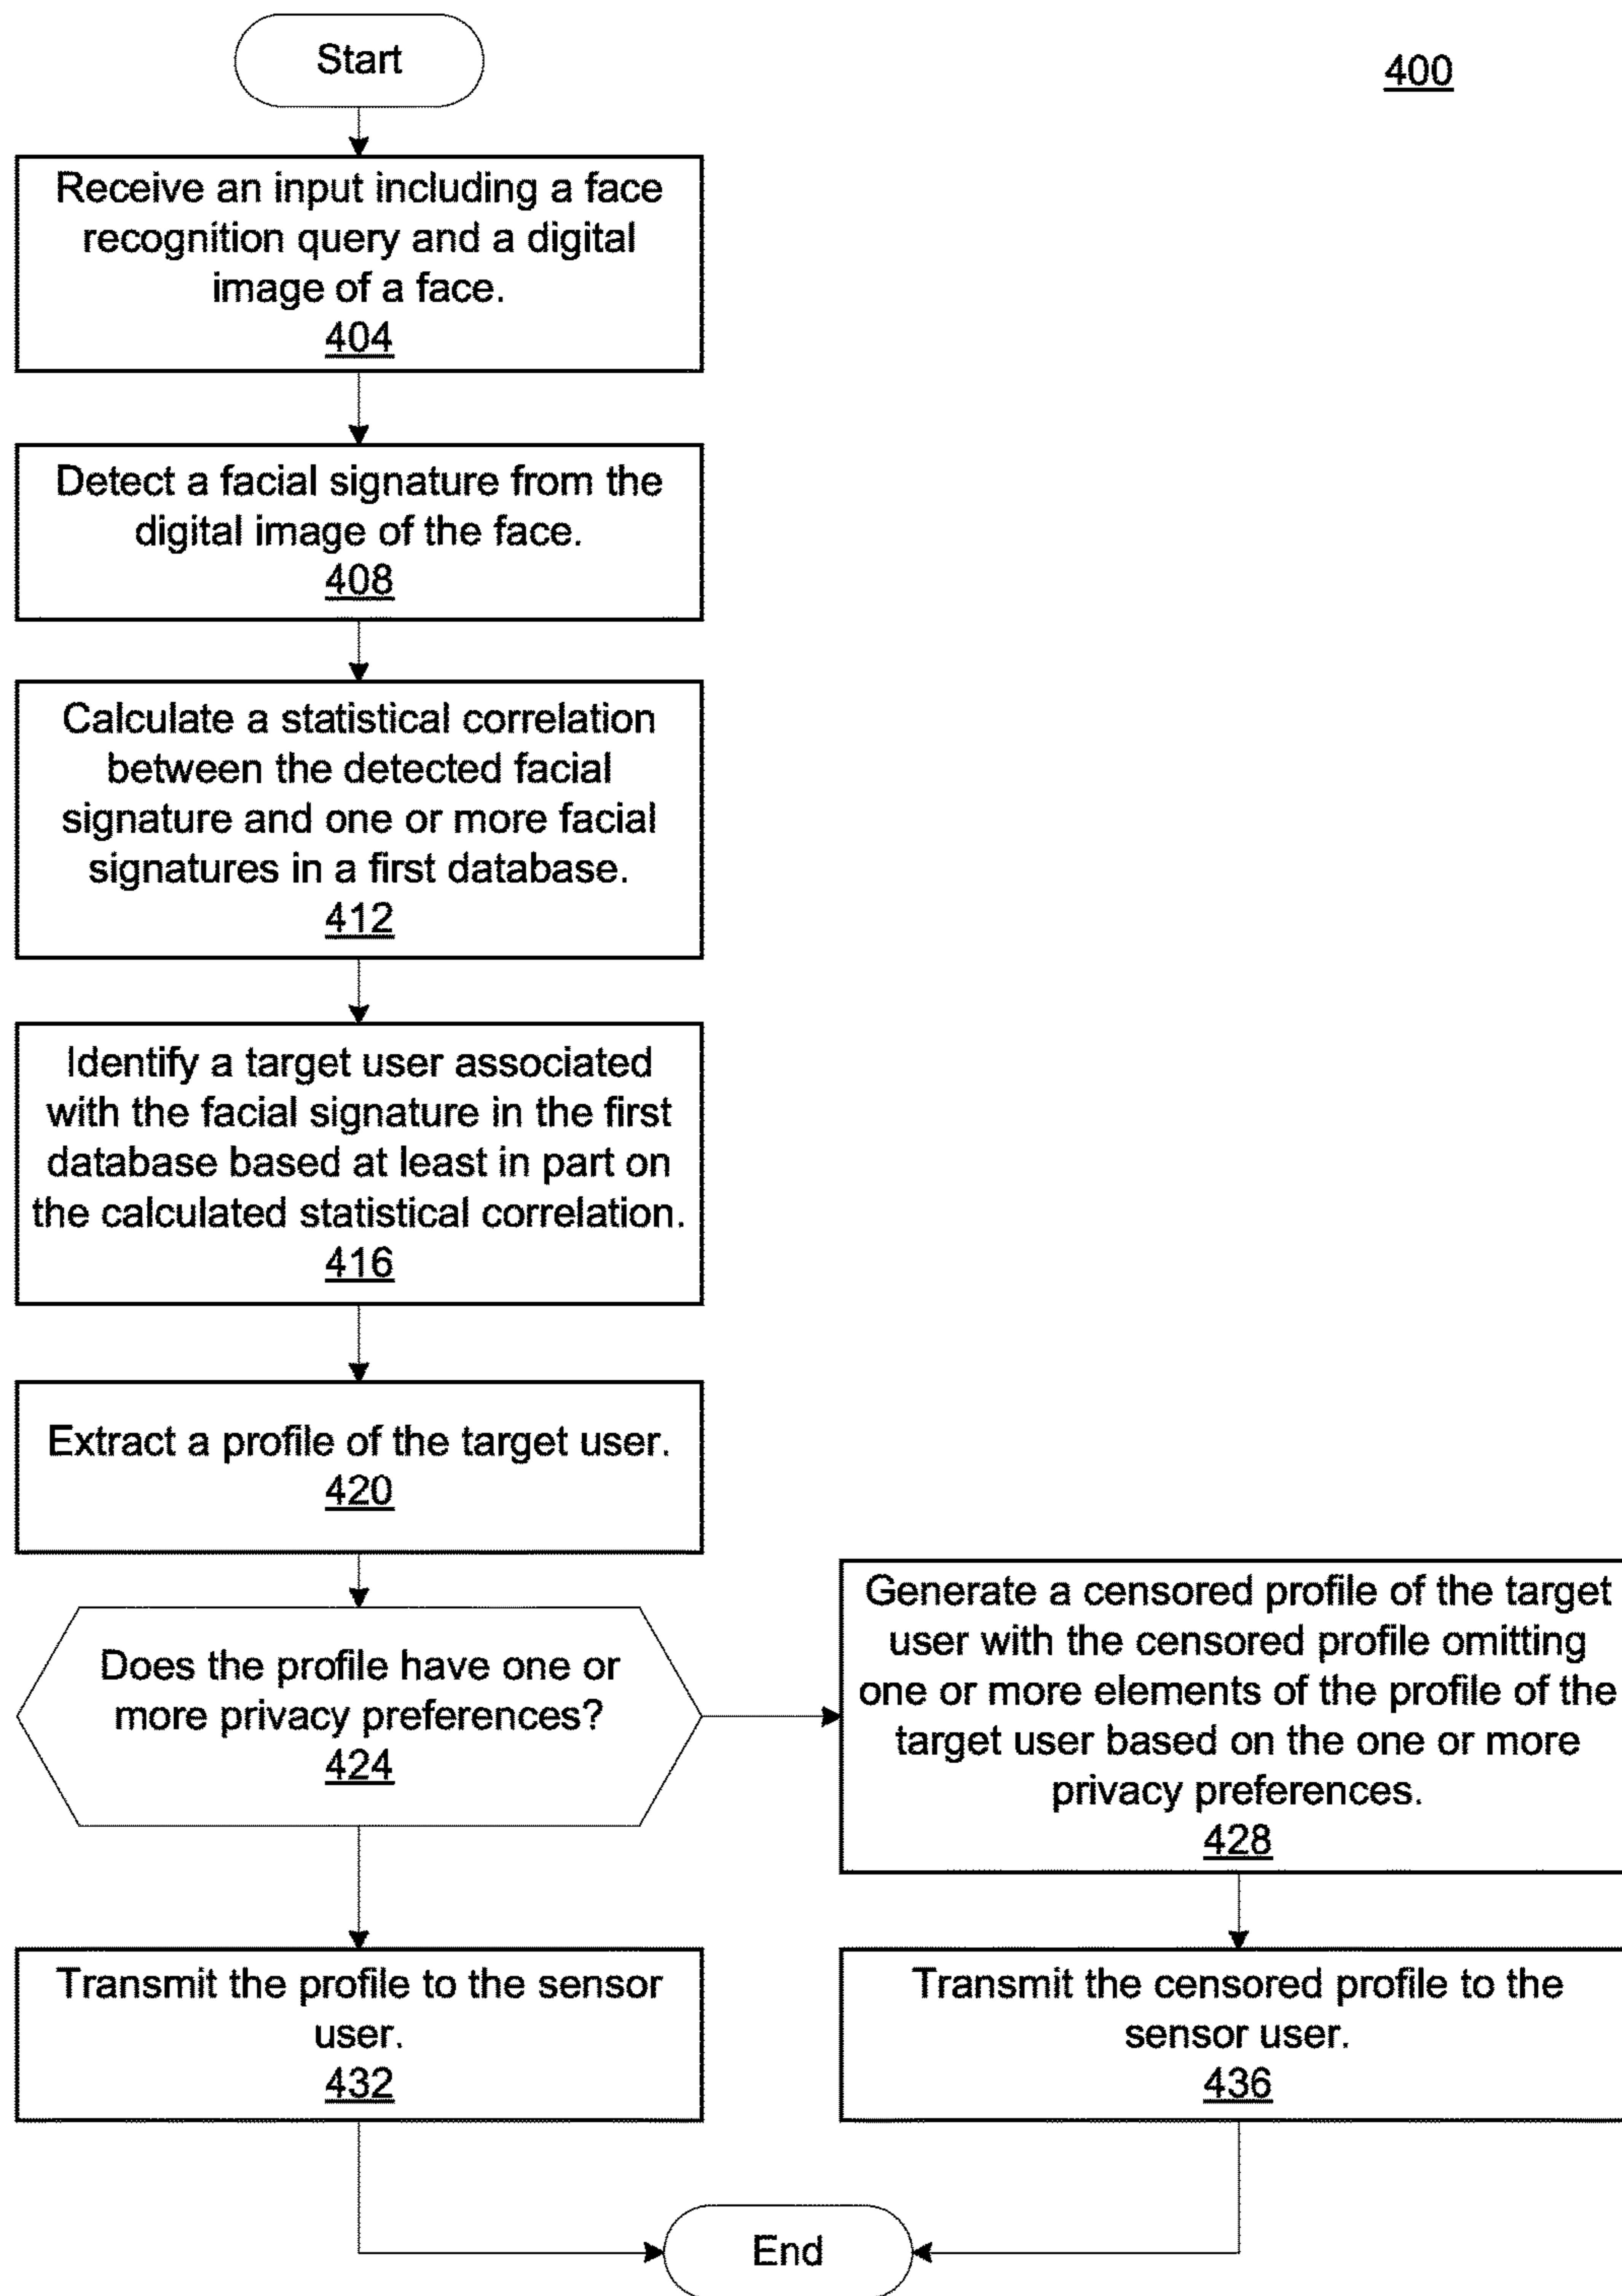 Start
400
Receive an input including a face
recognition query and a digital
image of a face.
404
Detect a facial signature from the
digital image of the face.
408
Calculate a statistical correlation
between the detected facial
signature and one or more facial
signatures in a first database.
412
Identify a target user associated
with the facial signature in the first
database based at least in part on
the calculated statistical correlation.
416
Extract a profile of the target user.
420
Does the profile have one or
more privacy preferences?
424
Generate a censored profile of the target
user with the censored profile omitting
one or more elements of the profile of the
target user based on the one or more
privacy preferences.
428
Transmit the profile to the sensor
user.
432
Transmit the censored profile to the
sensor user.
436
End